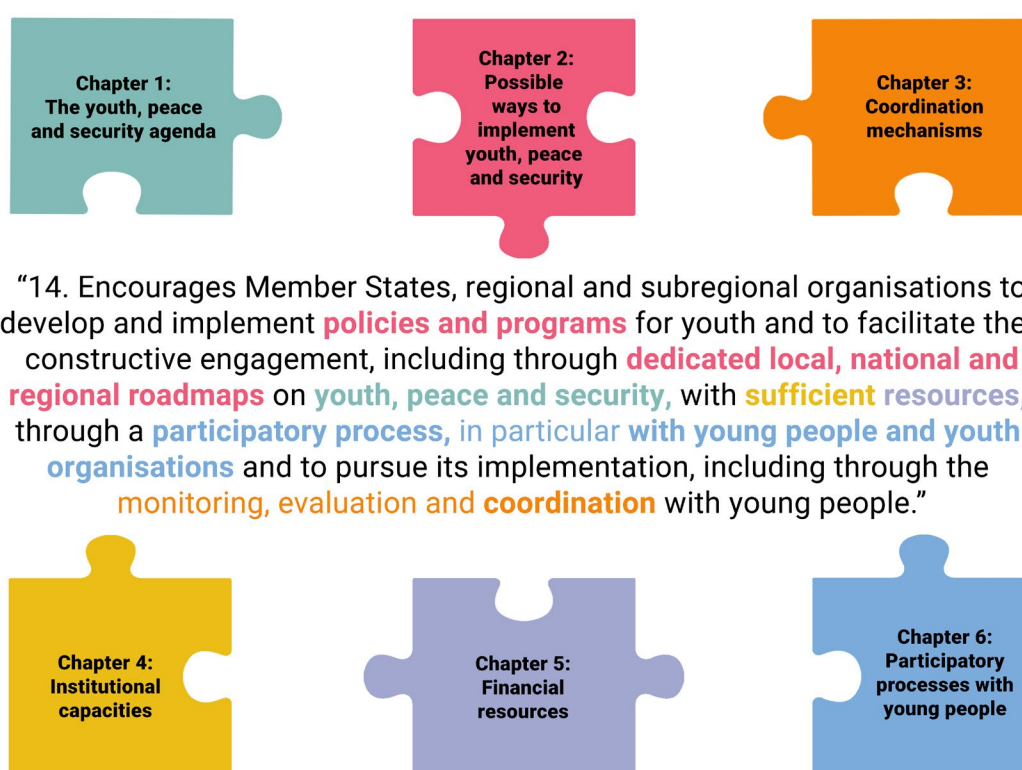 Chapter 1:
The youth, peace
and security agenda
Chapter 2:
Possible
ways to
implement
youth, peace
and security
Chapter 3:
Coordination
mechanisms
“14. Encourages Member States, regional and subregional organisations to
develop and implement policies and programs for youth and to facilitate the
constructive engagement, including through dedicated local, national and
regional roadmaps on youth, peace and security, with sufficient resources,
through a participatory process, in particular with young people and youth
organisations and to pursue its implementation, including through the
monitoring, evaluation and coordination with young people.”
Chapter 4:
Institutional
capacities
Chapter 5:
Financial
resources
Chapter 6:
Participatory
processes with
young people